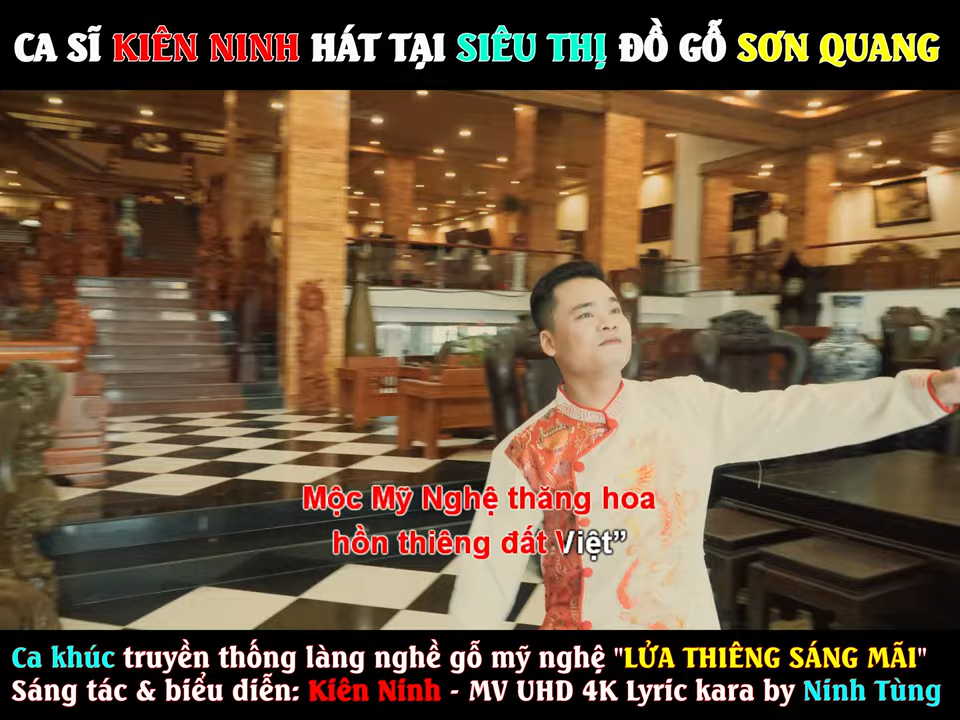 CA SĨ KIÊN NINH HÁT TẠI SIÊU THỊ ĐỒ GỖ SƠN QUANG
Mộc Mỹ Nghệ thăng hoa
hồn thiêng đất Việt”
Ca khúc truyền thống làng nghề gỗ mỹ nghệ "LỬA THIÊNG SÁNG MÃI"
Sáng tác & biểu diễn: Kiên Ninh - MV UHD 4K Lyric kara by Ninh Tùng